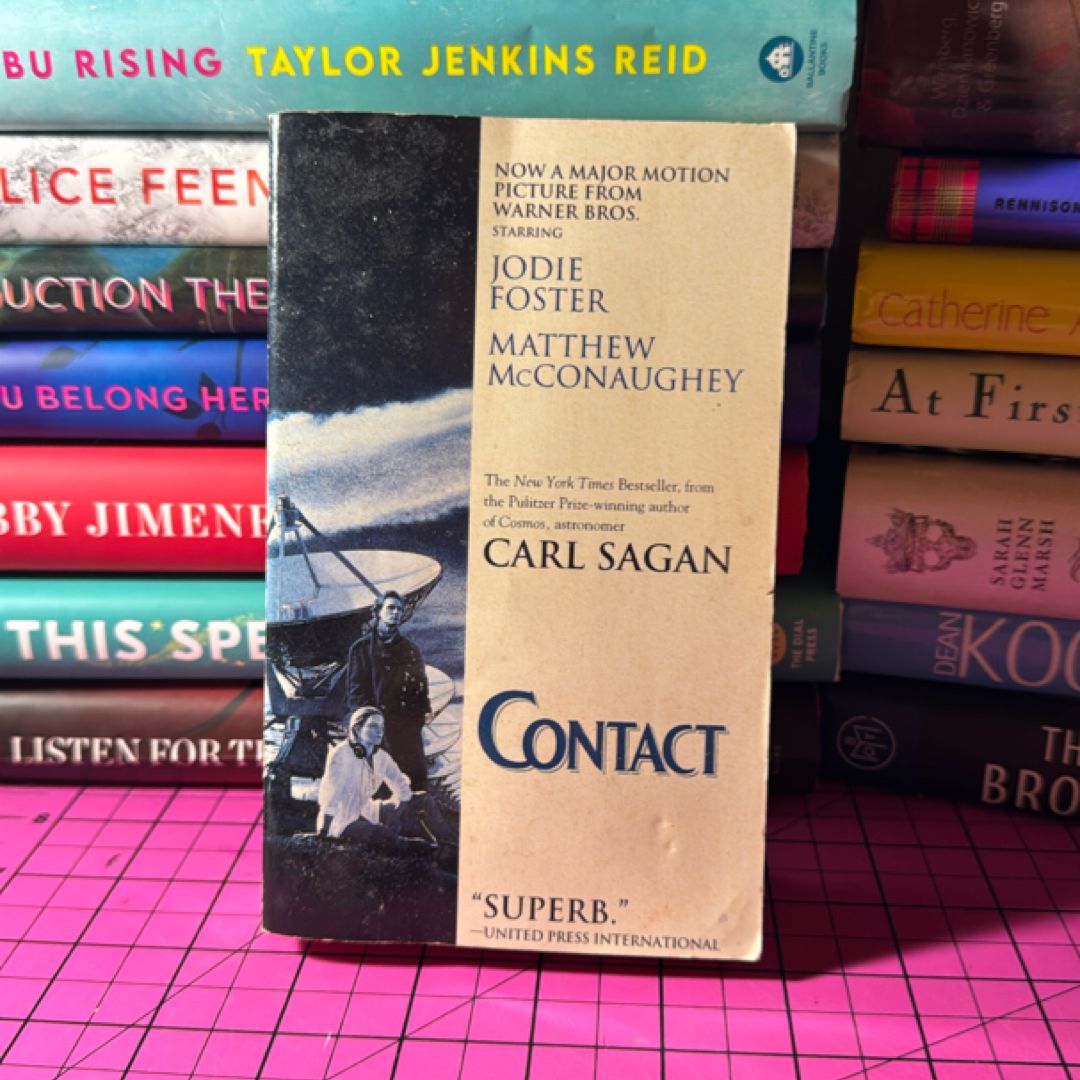 BU RISING TAYLOR JENKINS REID
BALLANTINE
BOOKS
LICE FEEN
UCTION THE
U BELONG HER
BBY JIMENE
THIS SPE
LISTEN FOR TH
NOW A MAJOR MOTION
PICTURE FROM
WARNER BROS.
STARRING
JODIE
FOSTER
MATTHEW
McCONAUGHEY
The New York Times Bestseller, from
the Pulitzer Prize-winning author
of Cosmos, astronomer
CARL SAGAN
CONTACT
“SUPERB.”
—UNITED PRESS INTERNATIONAL
THE DIAL
PRESS
& Greenberg
RENNISON
Catherine
At Firs
SARAH
GLENN
MARSH
DEAN
KOO
TH
BRO